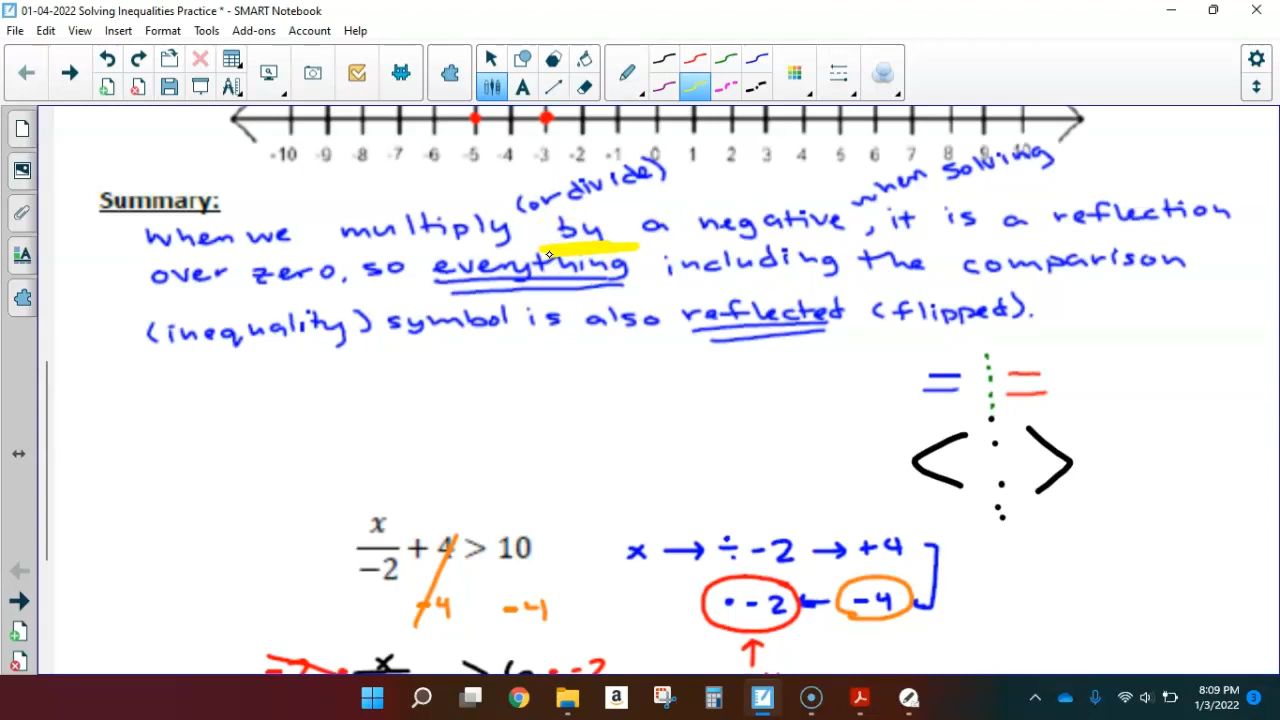 01-04-2022 Solving Inequalities Practice * - SMART Notebook
File Edit View Insert Format Tools Add-ons Account Help
-10 -9 -8 -7 -6 -5 -4 -3 -2 -1 0 1 2 3 4 5 6 7 8 9 10
Summary:
(or divide)
when solving
When we multiply by a negative, it is a reflection
over zero, so everything including the comparison
(inequality) symbol is also reflected (flipped).
= =
< >
x/-2 + 4 > 10
x → ÷ -2 → +4
-4 -4
· -2 ← -4
-2 · x > 6 · -2
8:09 PM
1/3/2022
3